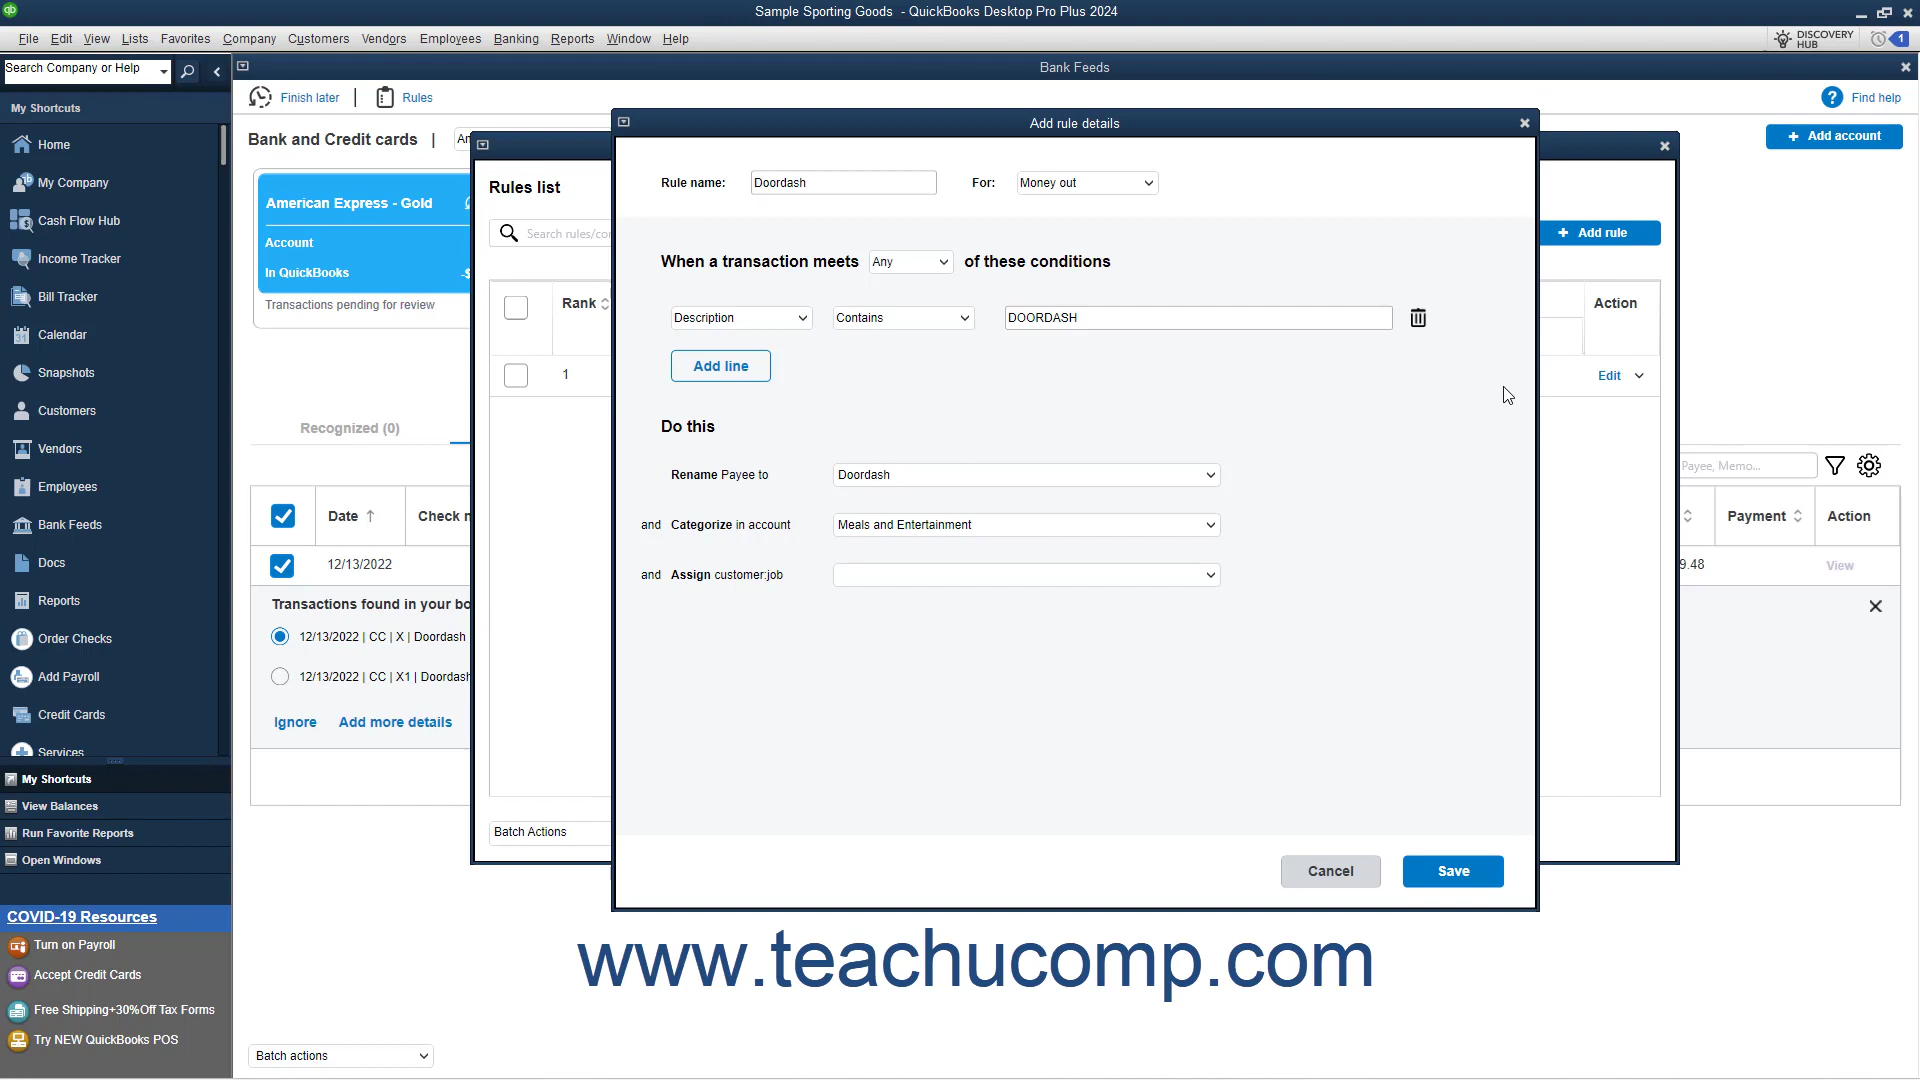 Sample Sporting Goods - QuickBooks Desktop Pro Plus 2024
File Edit View Lists Favorites Company Customers Vendors Employees Banking Reports Window Help
DISCOVERY
HUB
1
Search Company or Help
Bank Feeds
Finish later | Rules
Find help
My Shortcuts
Home
My Company
Cash Flow Hub
Income Tracker
Bill Tracker
Calendar
Snapshots
Customers
Vendors
Employees
Bank Feeds
Docs
Reports
Order Checks
Add Payroll
Credit Cards
Services
My Shortcuts
View Balances
Run Favorite Reports
Open Windows
COVID-19 Resources
Turn on Payroll
Accept Credit Cards
Free Shipping+30%Off Tax Forms
Try NEW QuickBooks POS
Bank and Credit cards |
+ Add account
American Express - Gold
Account
In QuickBooks
Transactions pending for review
Recognized (0)
Payee, Memo...
Date Check
Payment Action
12/13/2022
9.48 View
Transactions found in your
12/13/2022 | CC | X | Doordash
12/13/2022 | CC | X1 | Doordash
Ignore Add more details
Batch actions
Rules list
Search
+ Add rule
Rank
Action
1
Edit
Batch Actions
Add rule details
Rule name: Doordash For: Money out
When a transaction meets Any of these conditions
Description Contains DOORDASH
Add line
Do this
Rename Payee to Doordash
and Categorize in account Meals and Entertainment
and Assign customer:job
Cancel Save
www.teachucomp.com